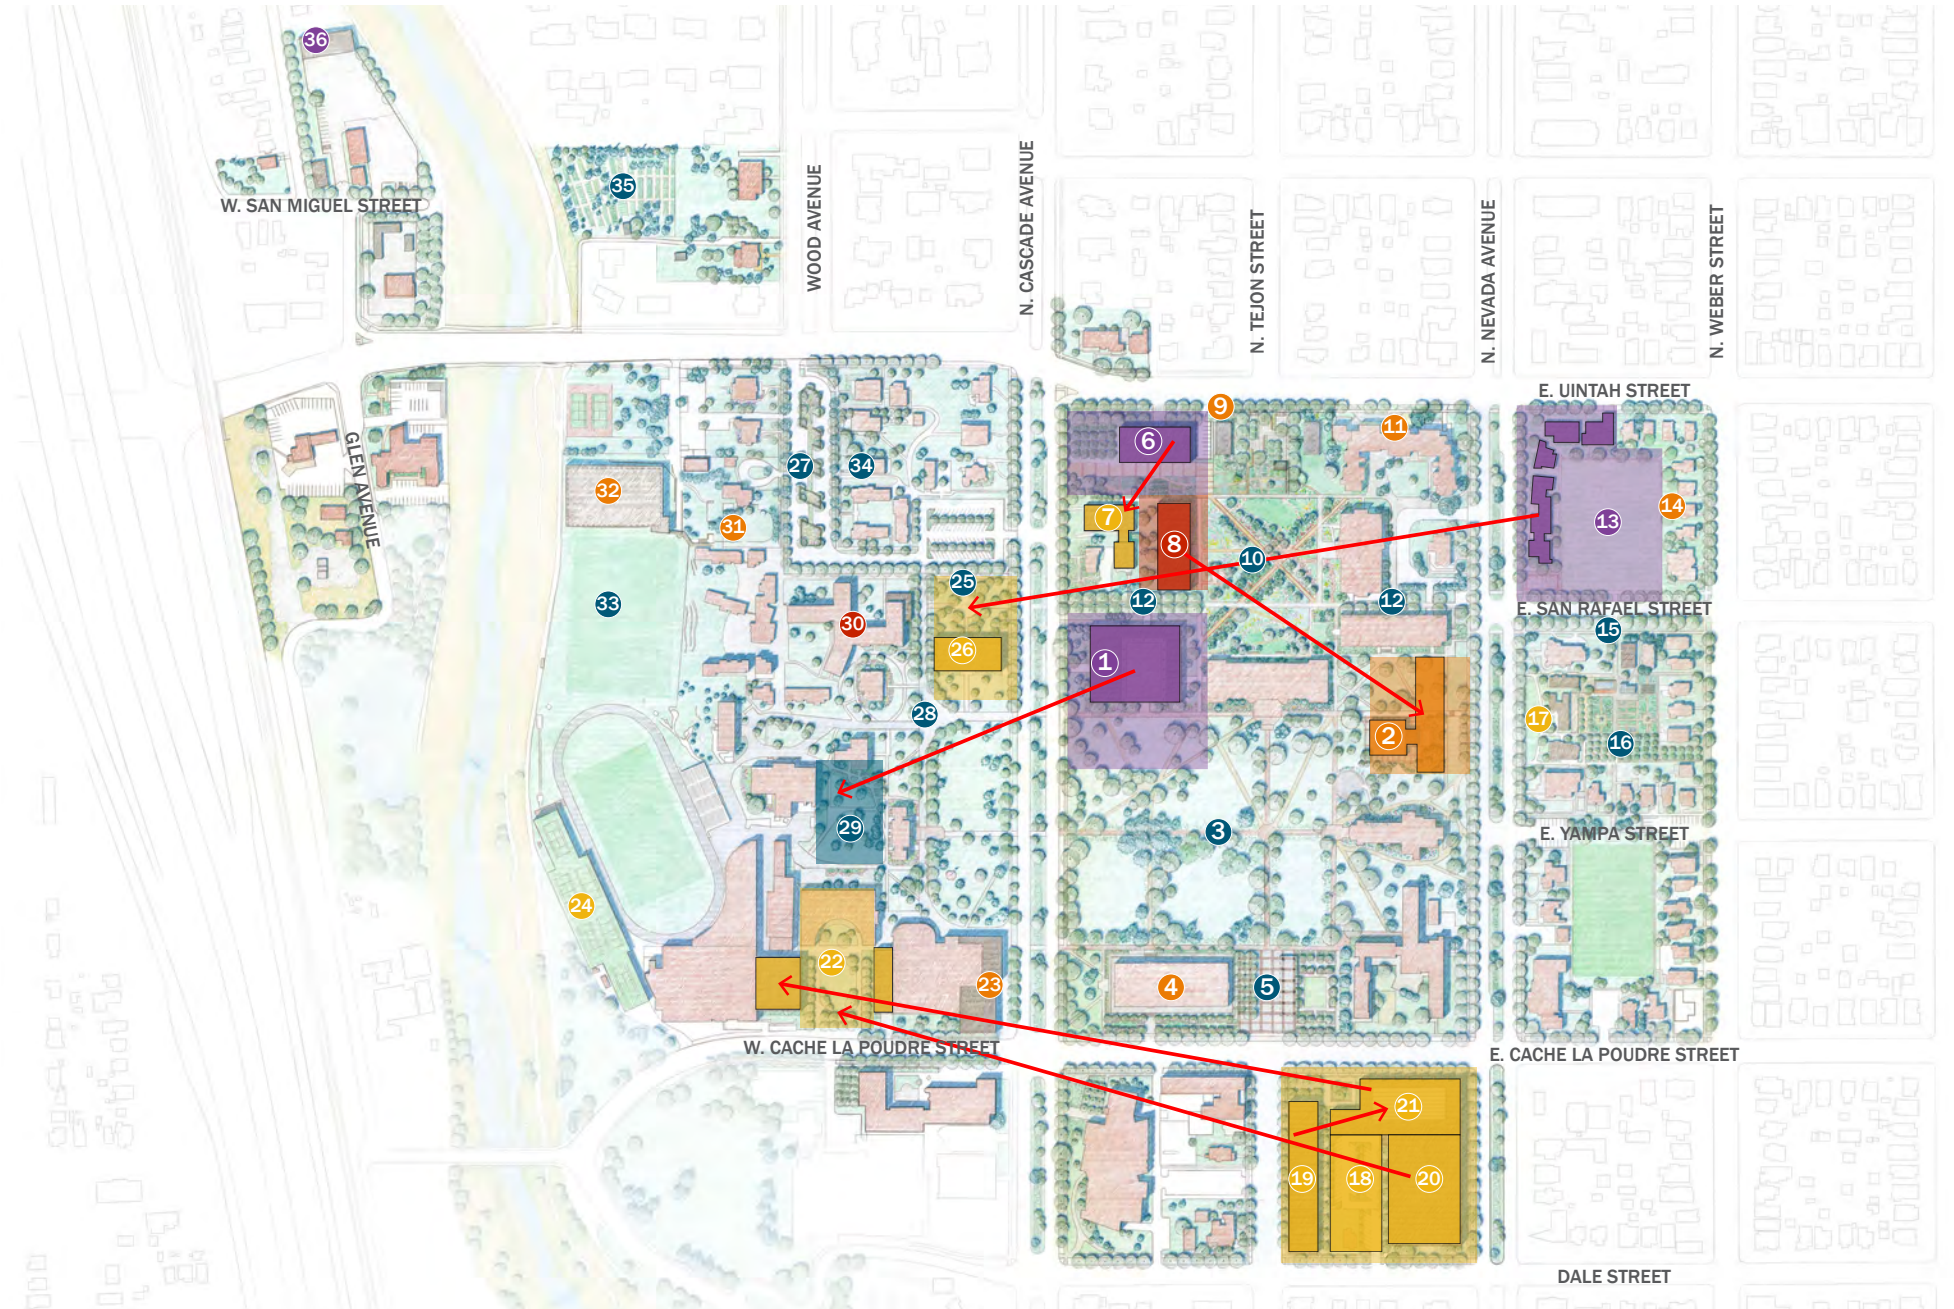 36
35
W. SAN MIGUEL STREET
WOOD AVENUE
N. CASCADE AVENUE
N. TEJON STREET
N. NEVADA AVENUE
N. WEBER STREET
E. UINTAH STREET
GLEN AVENUE
9
11
6
27
34
32
31
7
8
13
14
10
25
33
12
12
E. SAN RAFAEL STREET
30
15
26
1
28
17
2
16
29
3
E. YAMPA STREET
24
22
23
4
5
W. CACHE LA POUDRE STREET
E. CACHE LA POUDRE STREET
21
19
18
20
DALE STREET